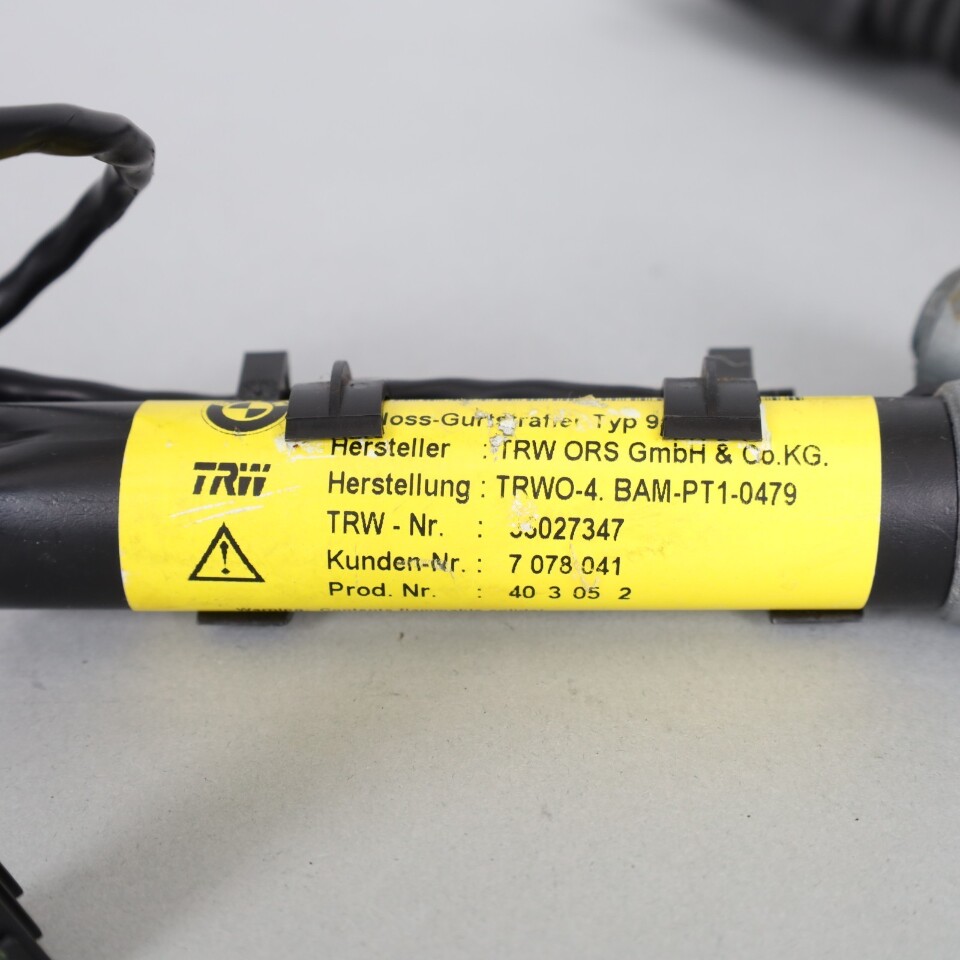 Typ
Hersteller : TRW ORS GmbH & Co.KG.
TRW
Herstellung : TRWO-4. BAM-PT1-0479
TRW - Nr. :
Kunden-Nr. : 7 078 041
Prod. Nr. : 40 3 05 2